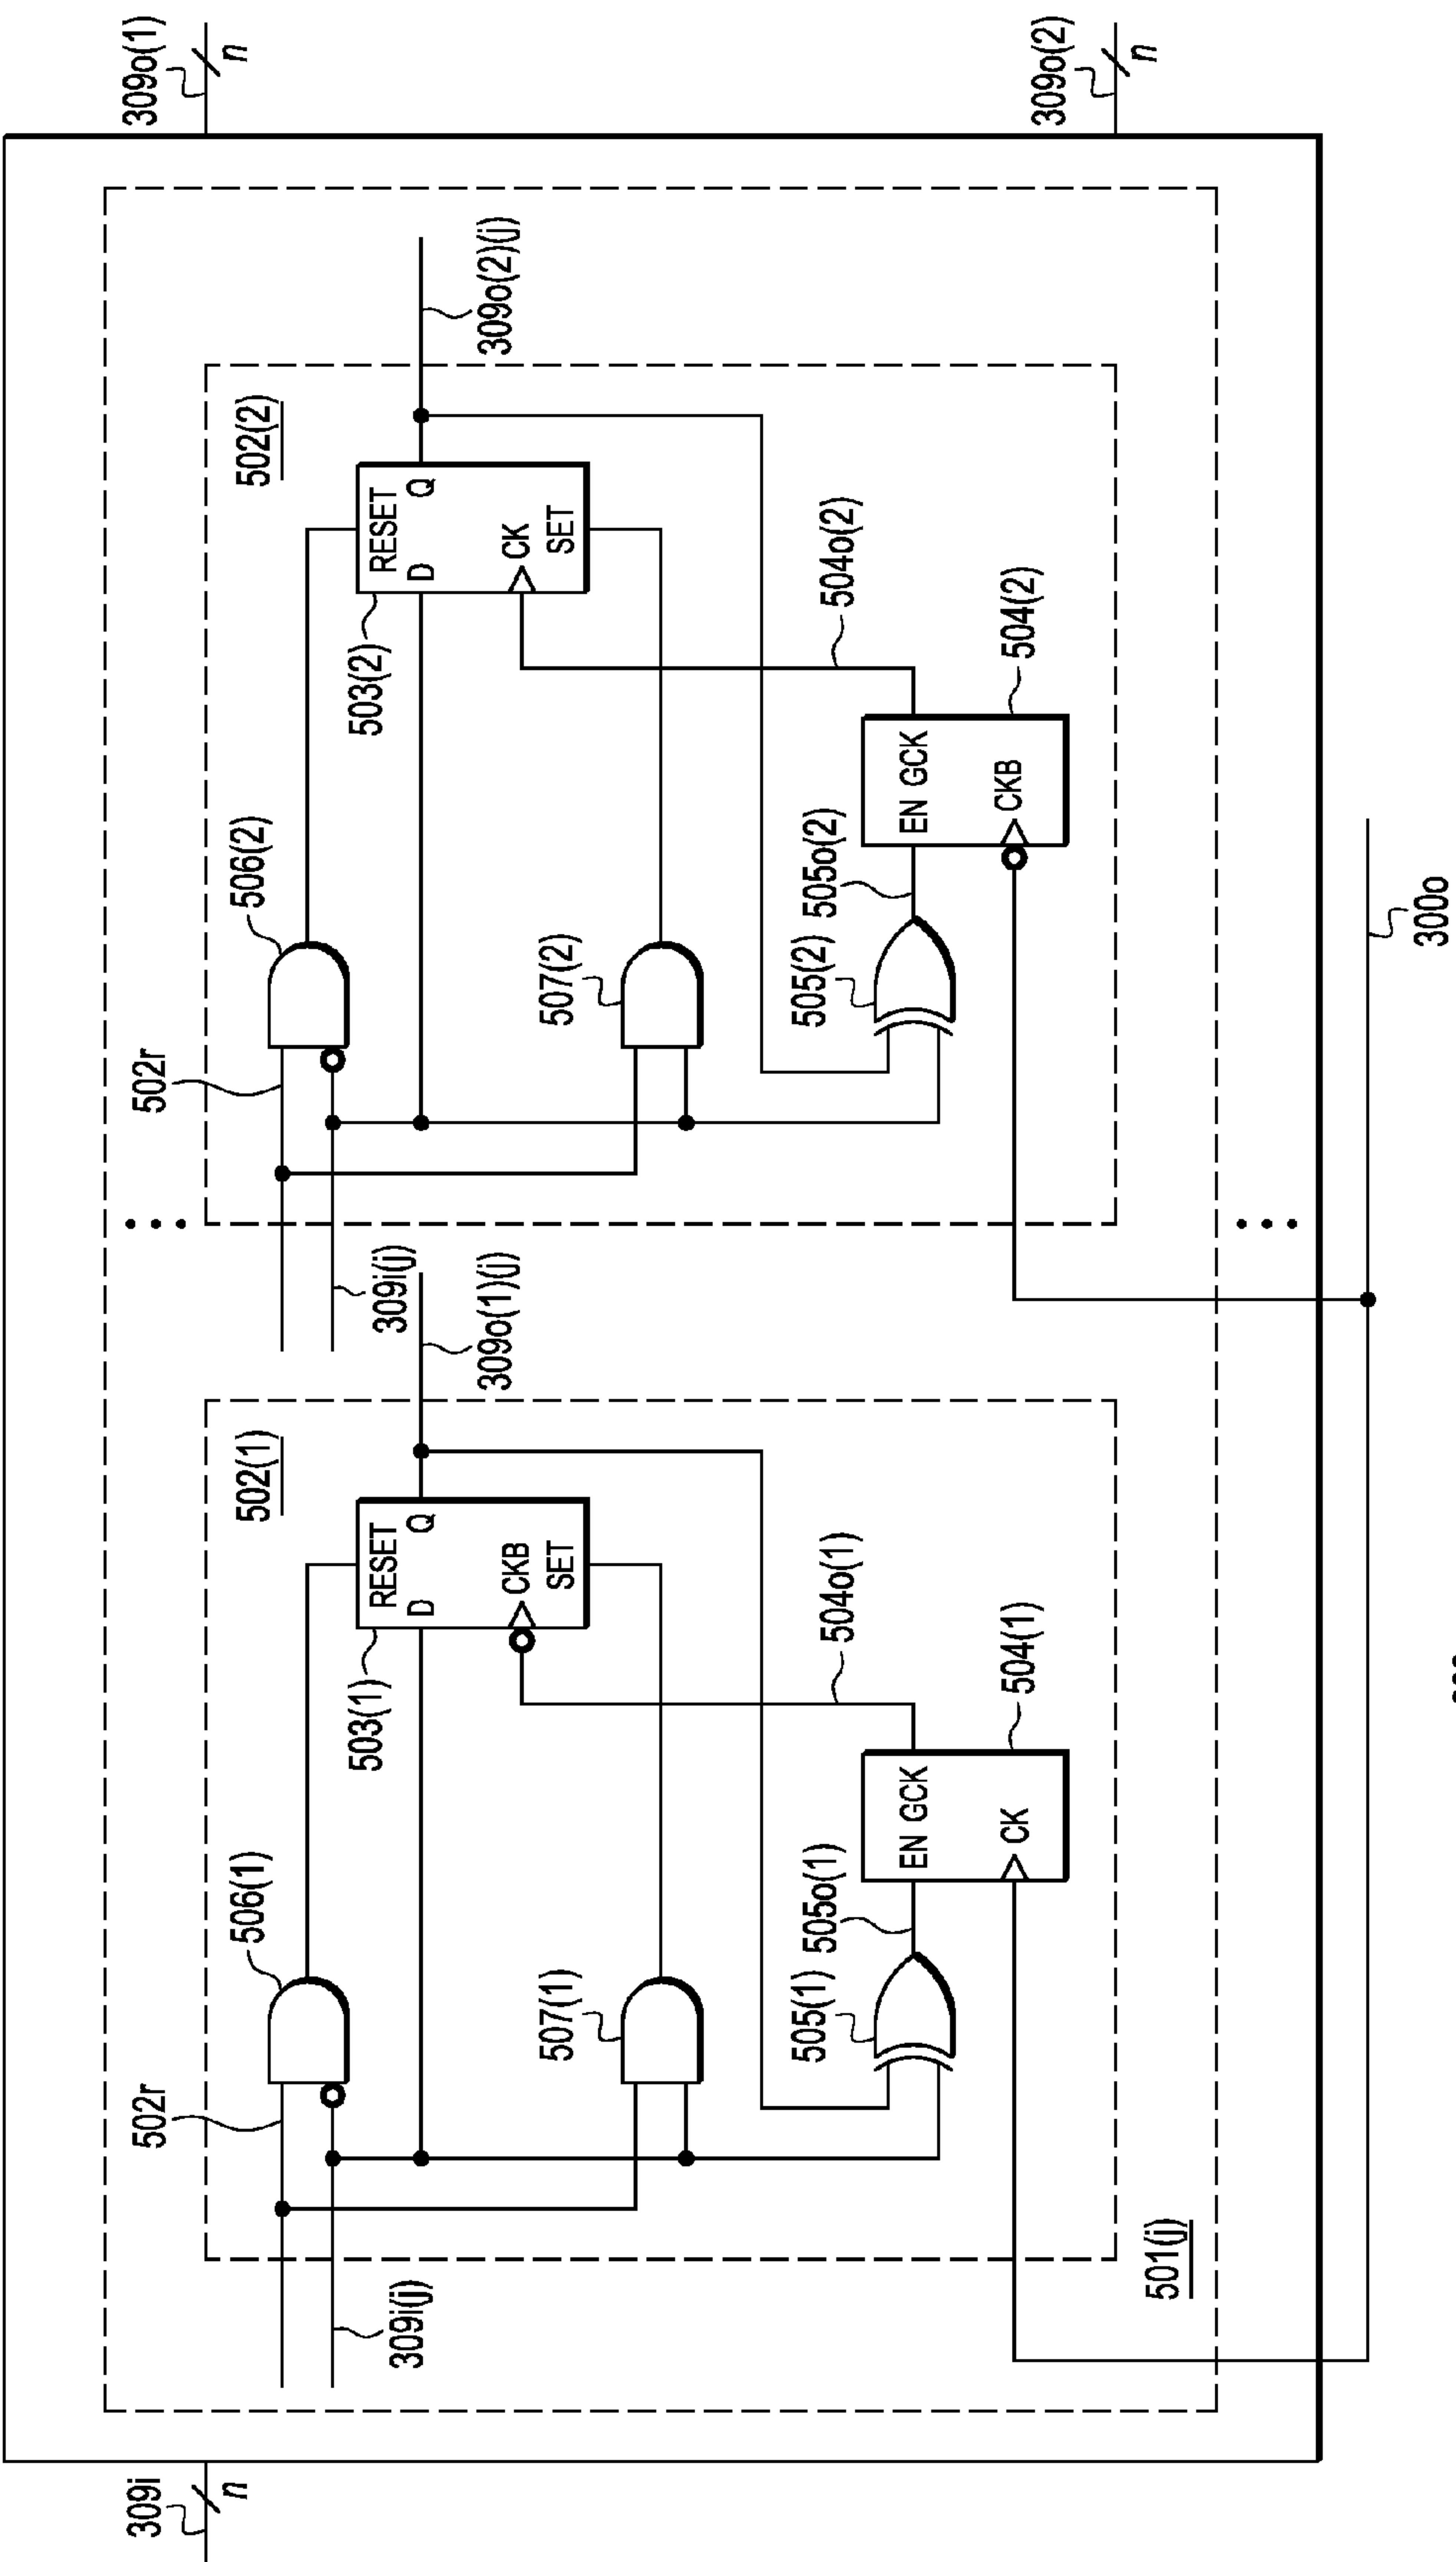 309i
n
309o(1)
n
309o(2)
n
501(j)
502(1)
502r
309i(j)
506(1)
507(1)
505(1)
505o(1)
504(1)
EN GCK
CK
504o(1)
503(1)
RESET
D Q
CKB
SET
309o(1)(j)
502(2)
502r
309i(j)
506(2)
507(2)
505(2)
505o(2)
504(2)
EN GCK
CKB
504o(2)
503(2)
RESET
D Q
CK
SET
309o(2)(j)
300o